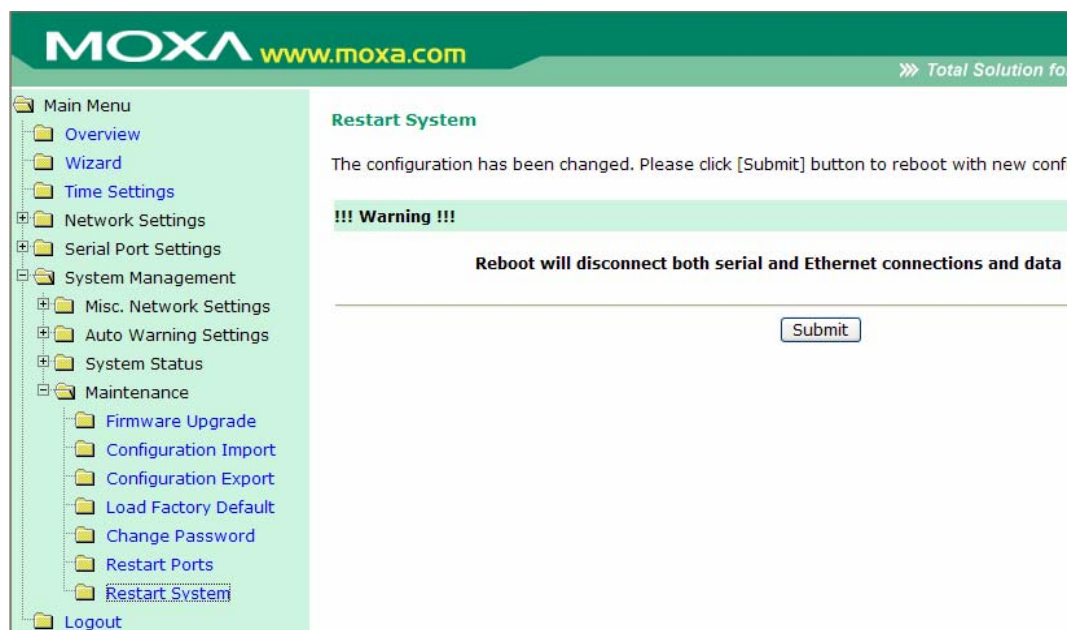 MOXA www.moxa.com
Total Solution fo
Main Menu
Overview
Wizard
Time Settings
Network Settings
Serial Port Settings
System Management
Misc. Network Settings
Auto Warning Settings
System Status
Maintenance
Firmware Upgrade
Configuration Import
Configuration Export
Load Factory Default
Change Password
Restart Ports
Restart System
Logout
Restart System
The configuration has been changed. Please click [Submit] button to reboot with new conf
!!! Warning !!!
Reboot will disconnect both serial and Ethernet connections and data
Submit